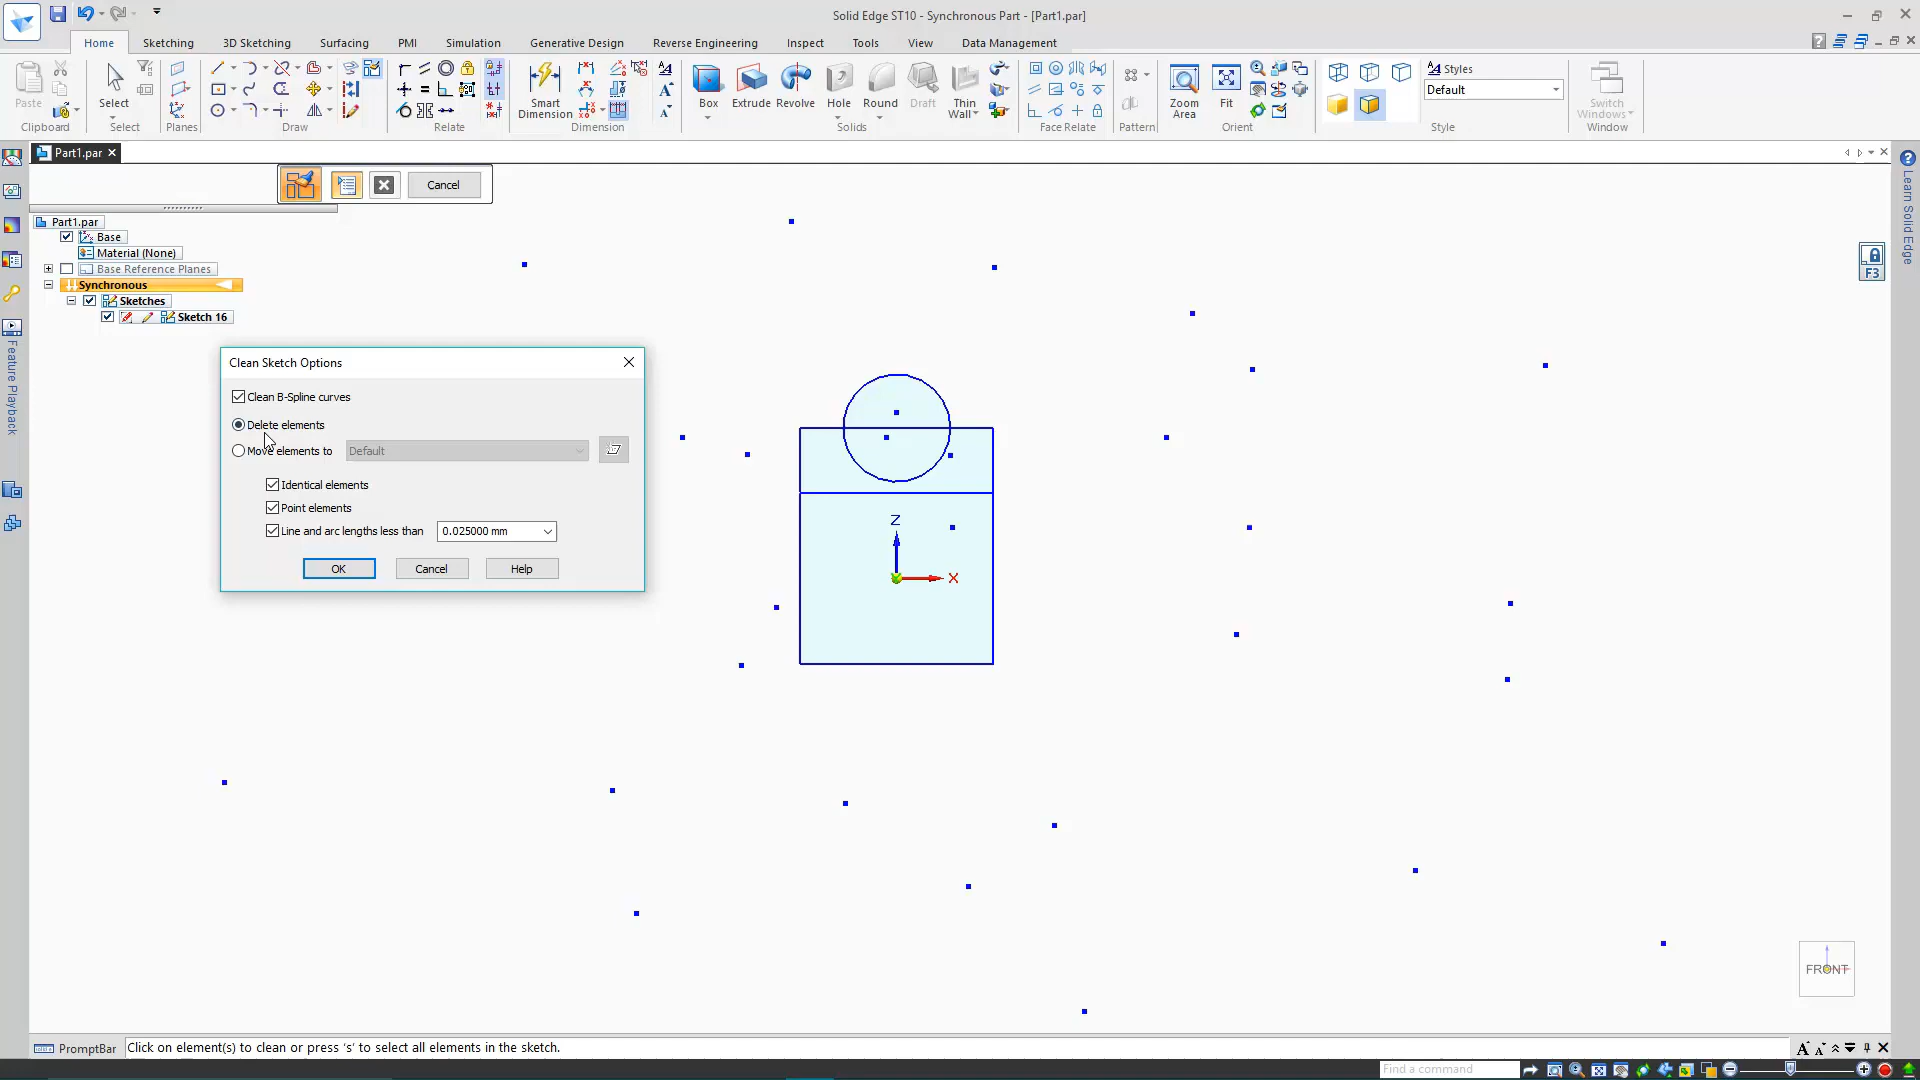 Solid Edge ST10 - Synchronous Part - [Part1.par]
Home Sketching 3D Sketching Surfacing PMI Simulation Generative Design Reverse Engineering Inspect Tools View Data Management
Paste
Clipboard
Select
Select
Planes
Draw
Relate
Smart Dimension
Dimension
Box
Extrude
Revolve
Hole
Round
Draft
Thin Wall
Solids
Face Relate
Pattern
Zoom Area
Fit
Orient
Styles
Default
Style
Switch Windows
Window
Part1.par
Cancel
Part1.par
Base
Material (None)
Base Reference Planes
Synchronous
Sketches
Sketch 16
Feature Playback
Learn Solid Edge
F3
Clean Sketch Options
Clean B-Spline curves
Delete elements
Move elements to Default
Identical elements
Point elements
Line and arc lengths less than 0.025000 mm
OK Cancel Help
Z
X
FRONT
PromptBar Click on element(s) to clean or press 's' to select all elements in the sketch.
Find a command